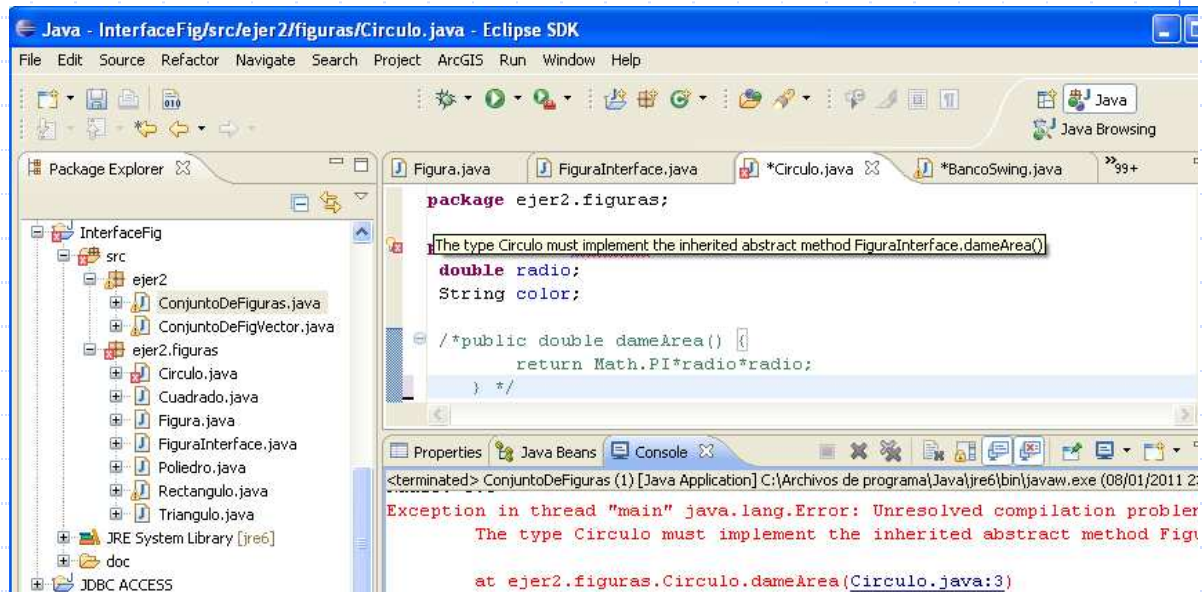 Java - InterfaceFig/src/ejer2/figuras/Circulo.java - Eclipse SDK
File Edit Source Refactor Navigate Search Project ArcGIS Run Window Help
Java
Java Browsing
Package Explorer
InterfaceFig
src
ejer2
ConjuntoDeFiguras.java
ConjuntoDeFigVector.java
ejer2.figuras
Circulo.java
Cuadrado.java
Figura.java
FiguraInterface.java
Poliedro.java
Rectangulo.java
Triangulo.java
JRE System Library [jre6]
doc
JDBC ACCESS
Figura.java FiguraInterface.java *Circulo.java *BancoSwing.java »99+
package ejer2.figuras;
The type Circulo must implement the inherited abstract method FiguraInterface.dameArea()
double radio;
String color;
/*public double dameArea() {
return Math.PI*radio*radio;
} */
Properties Java Beans Console
<terminated> ConjuntoDeFiguras (1) [Java Application] C:\Archivos de programa\Java\jre6\bin\javaw.exe (08/01/2011
Exception in thread "main" java.lang.Error: Unresolved compilation
The type Circulo must implement the inherited abstract method
at ejer2.figuras.Circulo.dameArea(Circulo.java:3)